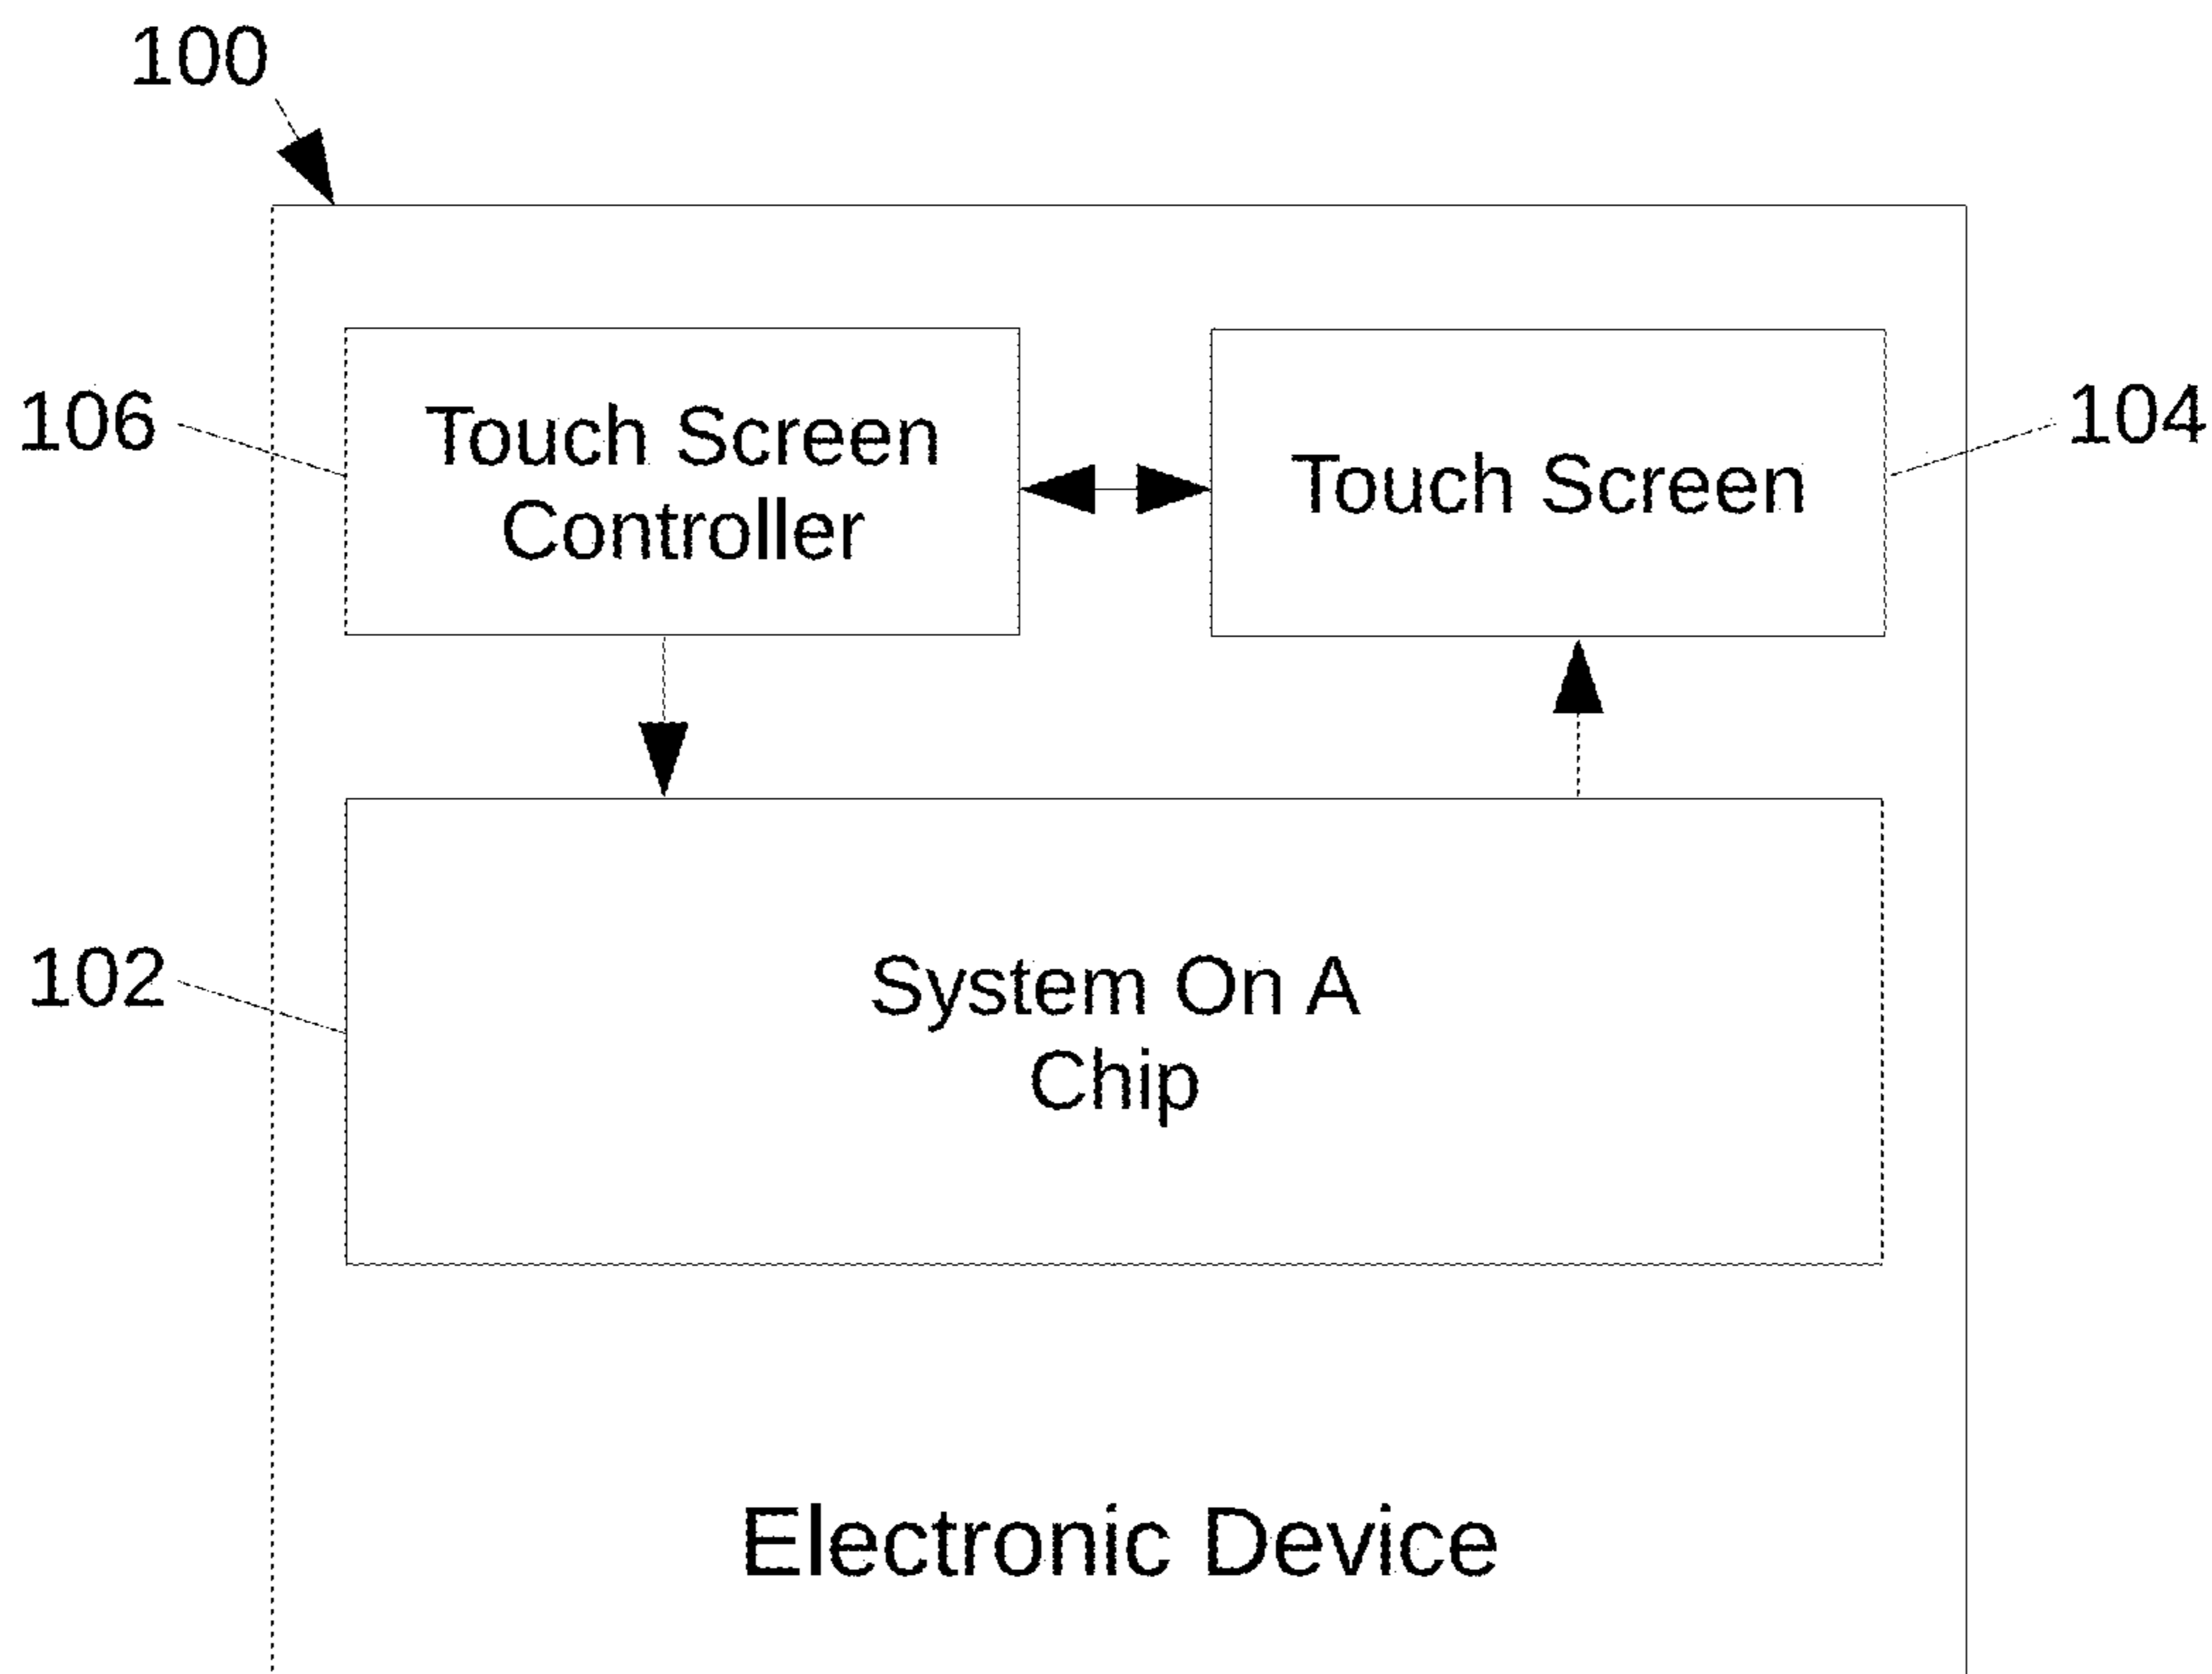 100
106
Touch Screen
Controller
Touch Screen
104
102
System On A
Chip
Electronic Device